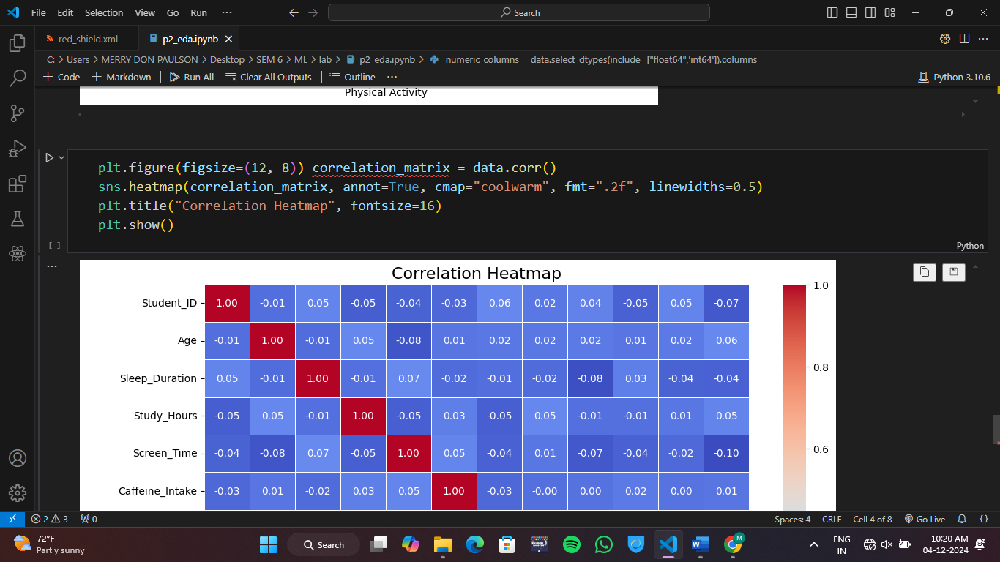 File Edit Selection View Go Run ··· Search
red_shield.xml p2_eda.ipynb
C: > Users > MERRY DON PAULSON > Desktop > SEM 6 > ML > lab > p2_eda.ipynb > numeric_columns = data.select_dtypes(include=["float64",'int64']).columns
+ Code + Markdown Run All Clear All Outputs Outline ··· Python 3.10.6
Physical Activity
plt.figure(figsize=(12, 8)) correlation_matrix = data.corr()
sns.heatmap(correlation_matrix, annot=True, cmap="coolwarm", fmt=".2f", linewidths=0.5)
plt.title("Correlation Heatmap", fontsize=16)
plt.show()
[ ] Python
Correlation Heatmap
Student_ID 1.00 -0.01 0.05 -0.05 -0.04 -0.03 0.06 0.02 0.04 -0.05 0.05 -0.07
Age -0.01 1.00 -0.01 0.05 -0.08 0.01 0.02 0.02 0.02 0.01 0.02 0.06
Sleep_Duration 0.05 -0.01 1.00 -0.01 0.07 -0.02 -0.01 -0.02 -0.08 0.03 -0.04 -0.04
Study_Hours -0.05 0.05 -0.01 1.00 -0.05 0.03 -0.05 0.05 -0.01 -0.01 0.01 0.05
Screen_Time -0.04 -0.08 0.07 -0.05 1.00 0.05 -0.04 0.01 -0.07 -0.04 -0.02 -0.10
Caffeine_Intake -0.03 0.01 -0.02 0.03 0.05 1.00 -0.03 -0.00 0.00 0.02 0.00 0.01
1.0
0.8
0.6
2 3 0 Spaces: 4 CRLF Cell 4 of 8 Go Live {}
72°F
Partly sunny
Search
M
ENG
IN
10:20 AM
04-12-2024